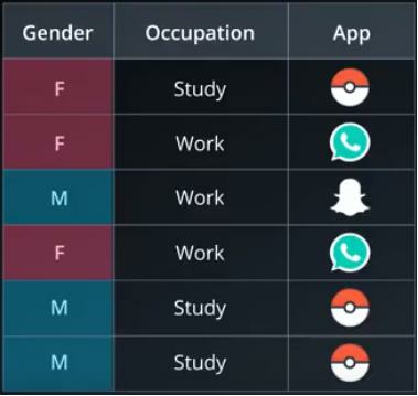 Gender Occupation App
F Study
F Work
M Work
F Work
M Study
M Study